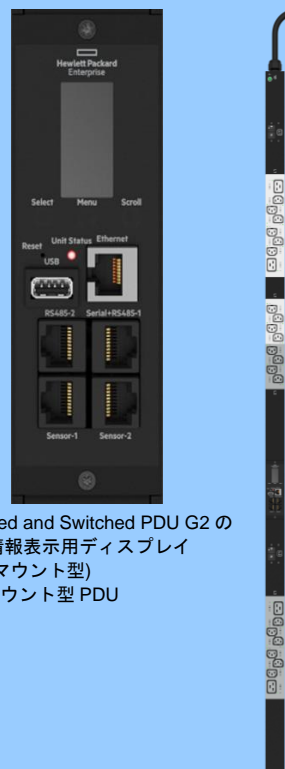 Hewlett Packard
Enterprise
Select Menu Scroll
Reset Unit Status Ethernet
USB
RS485-2 Serial+RS485-1
Sensor-1 Sensor-2
ed and Switched PDU G2 の
情報表示用ディスプレイ
マウント型)
ウント型 PDU